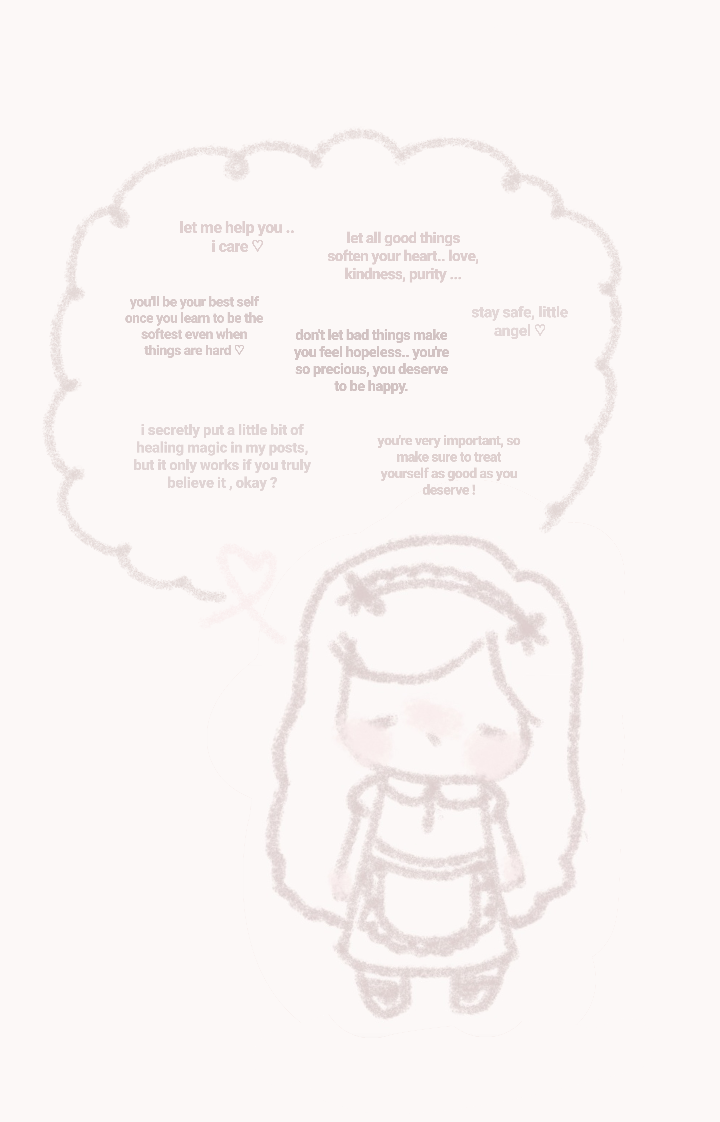 let me help you ..
i care ♡
let all good things
soften your heart.. love,
kindness, purity ...
you'll be your best self
once you learn to be the
softest even when
things are hard ♡
don't let bad things make
you feel hopeless.. you're
so precious, you deserve
to be happy.
stay safe, little
angel ♡
i secretly put a little bit of
healing magic in my posts,
but it only works if you truly
believe it , okay ?
you're very important, so
make sure to treat
yourself as good as you
deserve !